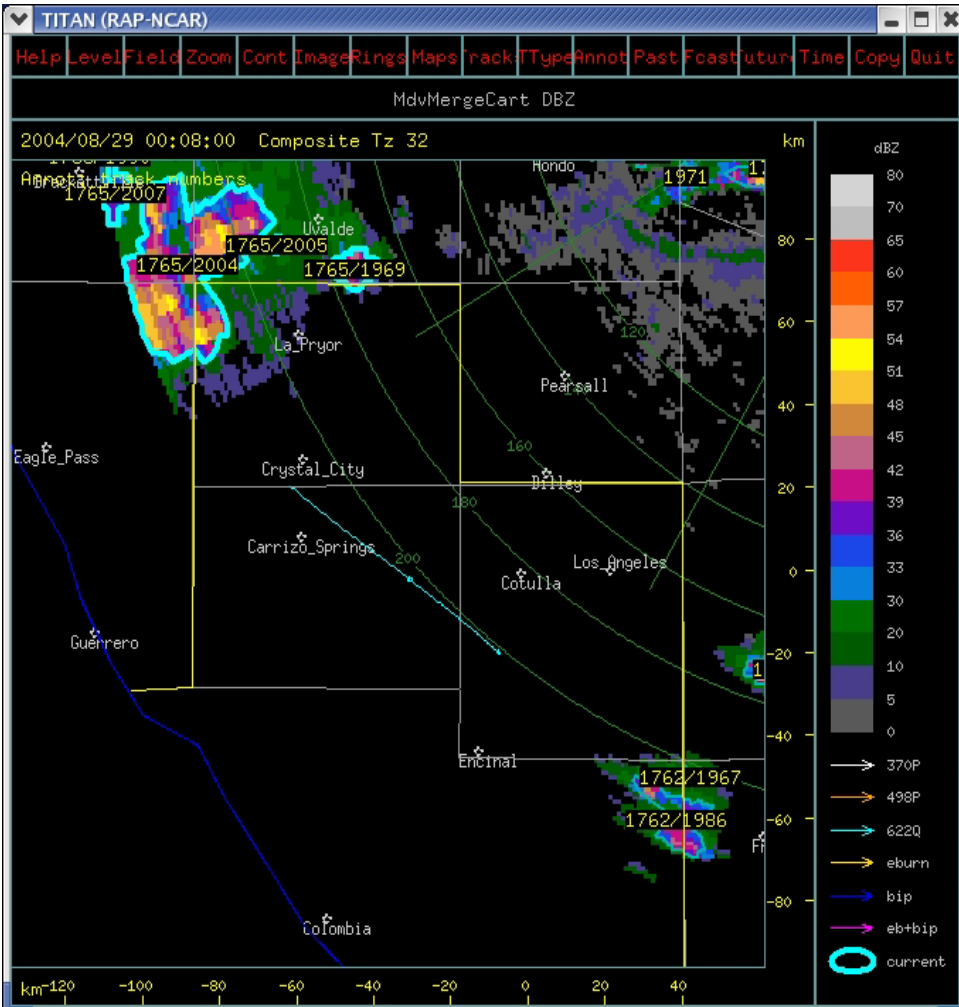 TITAN (RAP-NCAR)
Help Level Field Zoom Cont Image Rings Maps Track TType Annot Past Fcast Future Time Copy Quit
MdvMergeCart DBZ
2004/08/29 00:08:00 Composite Tz 32 km
dBZ
Hondo
Annot: track numbers
1971
1765/2007
Uvalde
1765/2005
1765/2004
1765/1969
120
La_Pryor
Pearsall
160
Eagle_Pass
Crystal_City
Dilley
180
Carrizo_Springs
200
Los_Angeles
Cotulla
Guerrero
Encinal
1762/1967
1762/1986
Colombia
80
60
40
20
0
-20
-40
-60
-80
km -120 -100 -80 -60 -40 -20 0 20 40
80
70
65
60
57
54
51
48
45
42
39
36
33
30
20
10
5
0
370P
498P
622Q
eburn
bip
eb+bip
current